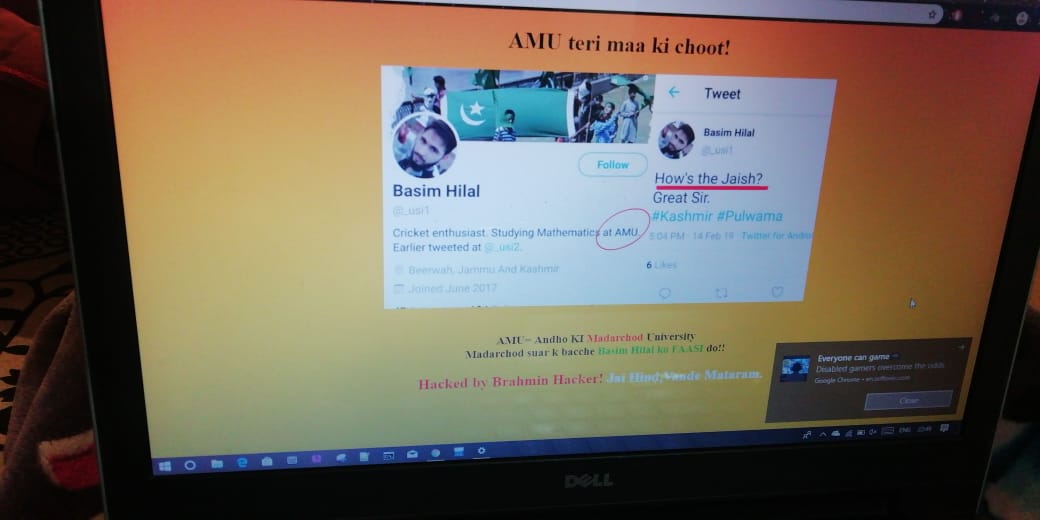 AMU teri maa ki choot!
Basim Hilal
@_usi1
Follow
Cricket enthusiast. Studying Mathematics at AMU.
Earlier tweeted at @_usi2.
Beerwah, Jammu And Kashmir
Joined June 2017
Tweet
Basim Hilal
@_usi1
How's the Jaish?
Great Sir.
#Kashmir #Pulwama
5:04 PM · 14 Feb 19 · Twitter for Andro
6 Likes
AMU= Andho KI Madarchod University
Madarchod suar k bacche Basim Hilal ko FAASI do!!
Hacked by Brahmin Hacker! Jai Hind,Vande Mataram.
Everyone can game
Disabled gamers overcome the odds
Google Chrome •
Close
ENG
DELL